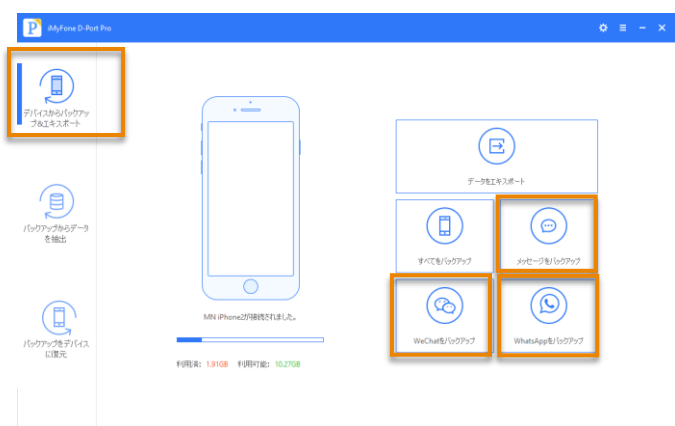 iMyFone D-Port Pro
デバイスからバックアッ
プ&エキスポート
バックアップからデータ
を抽出
バックアップをデバイス
に復元
MN iPhone2が接続されました。
利用済: 1.91GB 利用可能: 10.27GB
データをエキスポート
すべてをバックアップ
メッセージをバックアップ
WeChatをバックアップ
WhatsAppをバックアップ